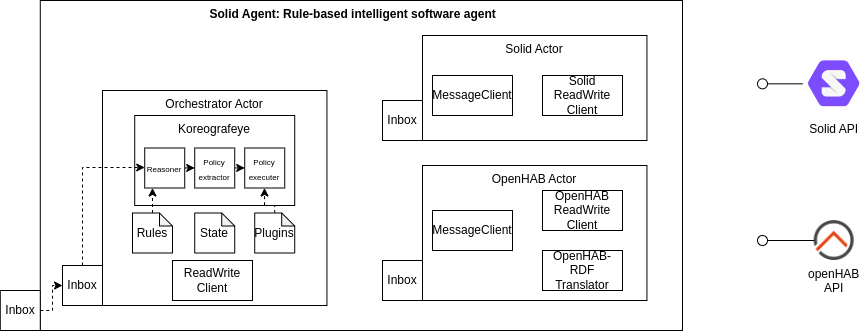 Solid Agent: Rule-based intelligent software agent
Solid Actor
MessageClient
Solid
ReadWrite
Client
Inbox
Solid API
Orchestrator Actor
Koreografeye
Reasoner
Policy
extractor
Policy
executer
Rules
State
Plugins
ReadWrite
Client
Inbox
Inbox
OpenHAB Actor
MessageClient
OpenHAB
ReadWrite
Client
OpenHAB-
RDF
Translator
Inbox
openHAB
API